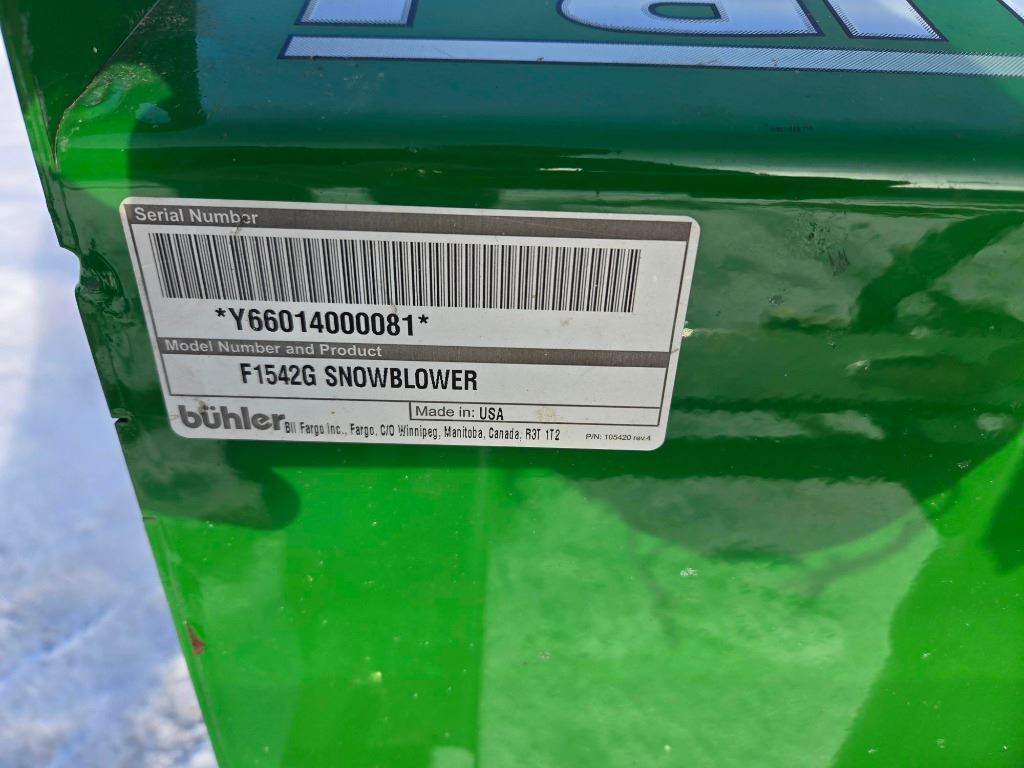 Serial Number
*Y66014000081*
Model Number and Product
F1542G SNOWBLOWER
bühler
Made in: USA
BII Fargo Inc., Fargo, C/O Winnipeg, Manitoba, Canada, R3T 1T2
P/N: 105420 rev.4